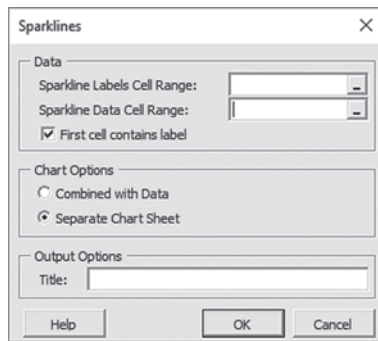 Sparklines
Data
Sparkline Labels Cell Range:
Sparkline Data Cell Range:
First cell contains label
Chart Options
Combined with Data
Separate Chart Sheet
Output Options
Title:
Help OK Cancel